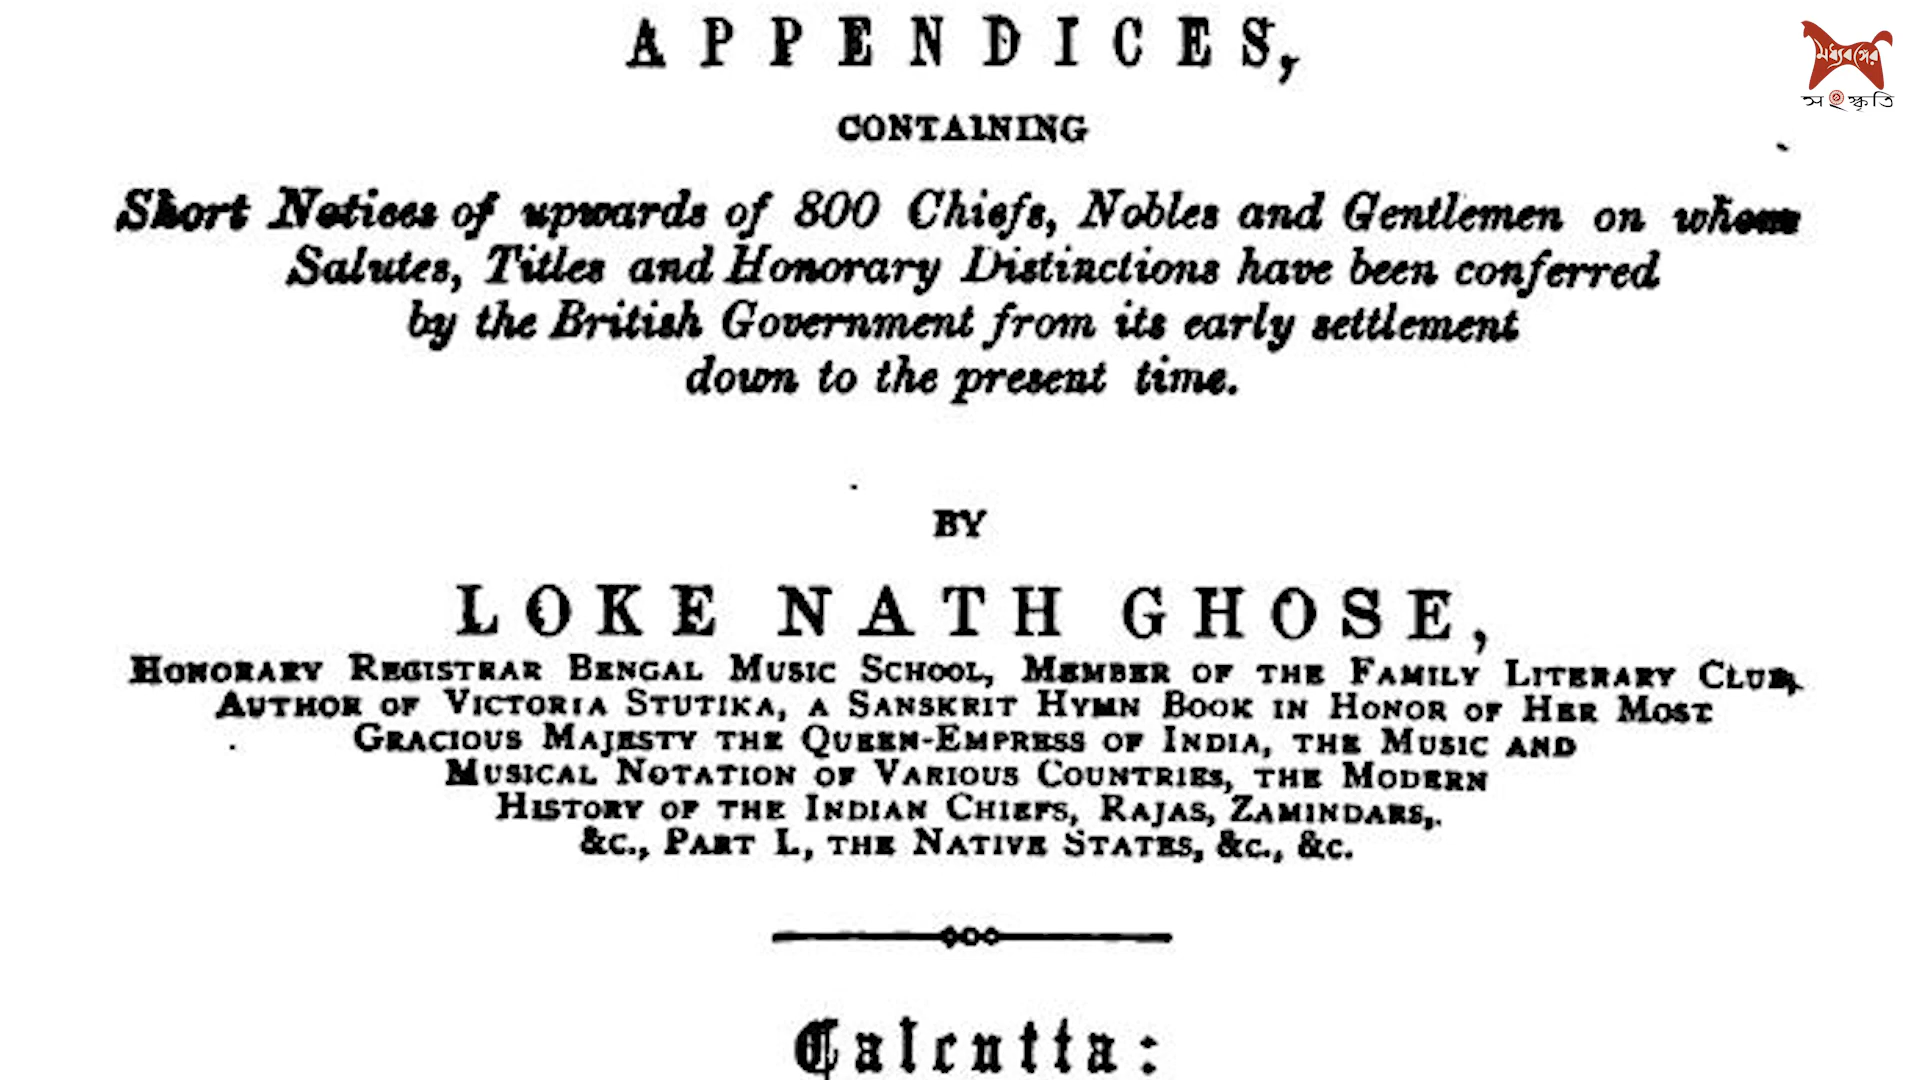 APPENDICES,
CONTAINING
Short Notices of upwards of 800 Chiefs, Nobles and Gentlemen on whom
Salutes, Titles and Honorary Distinctions have been conferred
by the British Government from its early settlement
down to the present time.
BY
LOKE NATH GHOSE,
HONORARY REGISTRAR BENGAL MUSIC SCHOOL, MEMBER OF THE FAMILY LITERARY CLUB,
AUTHOR OF VICTORIA STUTIKA, A SANSKRIT HYMN BOOK IN HONOR OF HER MOST
GRACIOUS MAJESTY THE QUEEN-EMPRESS OF INDIA, THE MUSIC AND
MUSICAL NOTATION OF VARIOUS COUNTRIES, THE MODERN
HISTORY OF THE INDIAN CHIEFS, RAJAS, ZAMINDARS,
&C., PART I., THE NATIVE STATES, &C., &C.
Calcutta:
মধ্যবঙ্গের
সংস্কৃতি